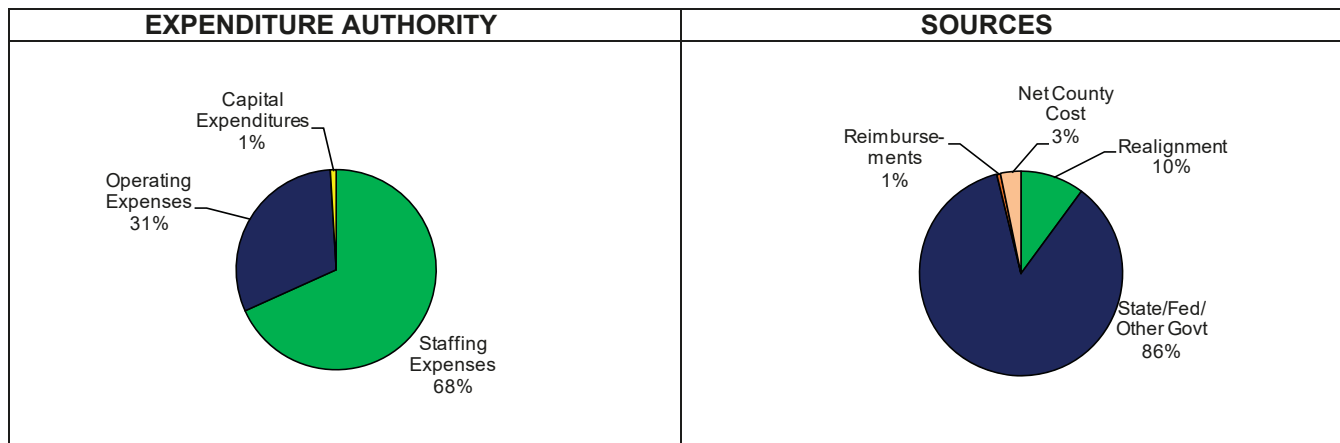 EXPENDITURE AUTHORITY
Capital
Expenditures
1%
Operating
Expenses
31%
Staffing
Expenses
68%
SOURCES
Net County
Cost
3%
Reimburse-
ments
1%
Realignment
10%
State/Fed/
Other Govt
86%